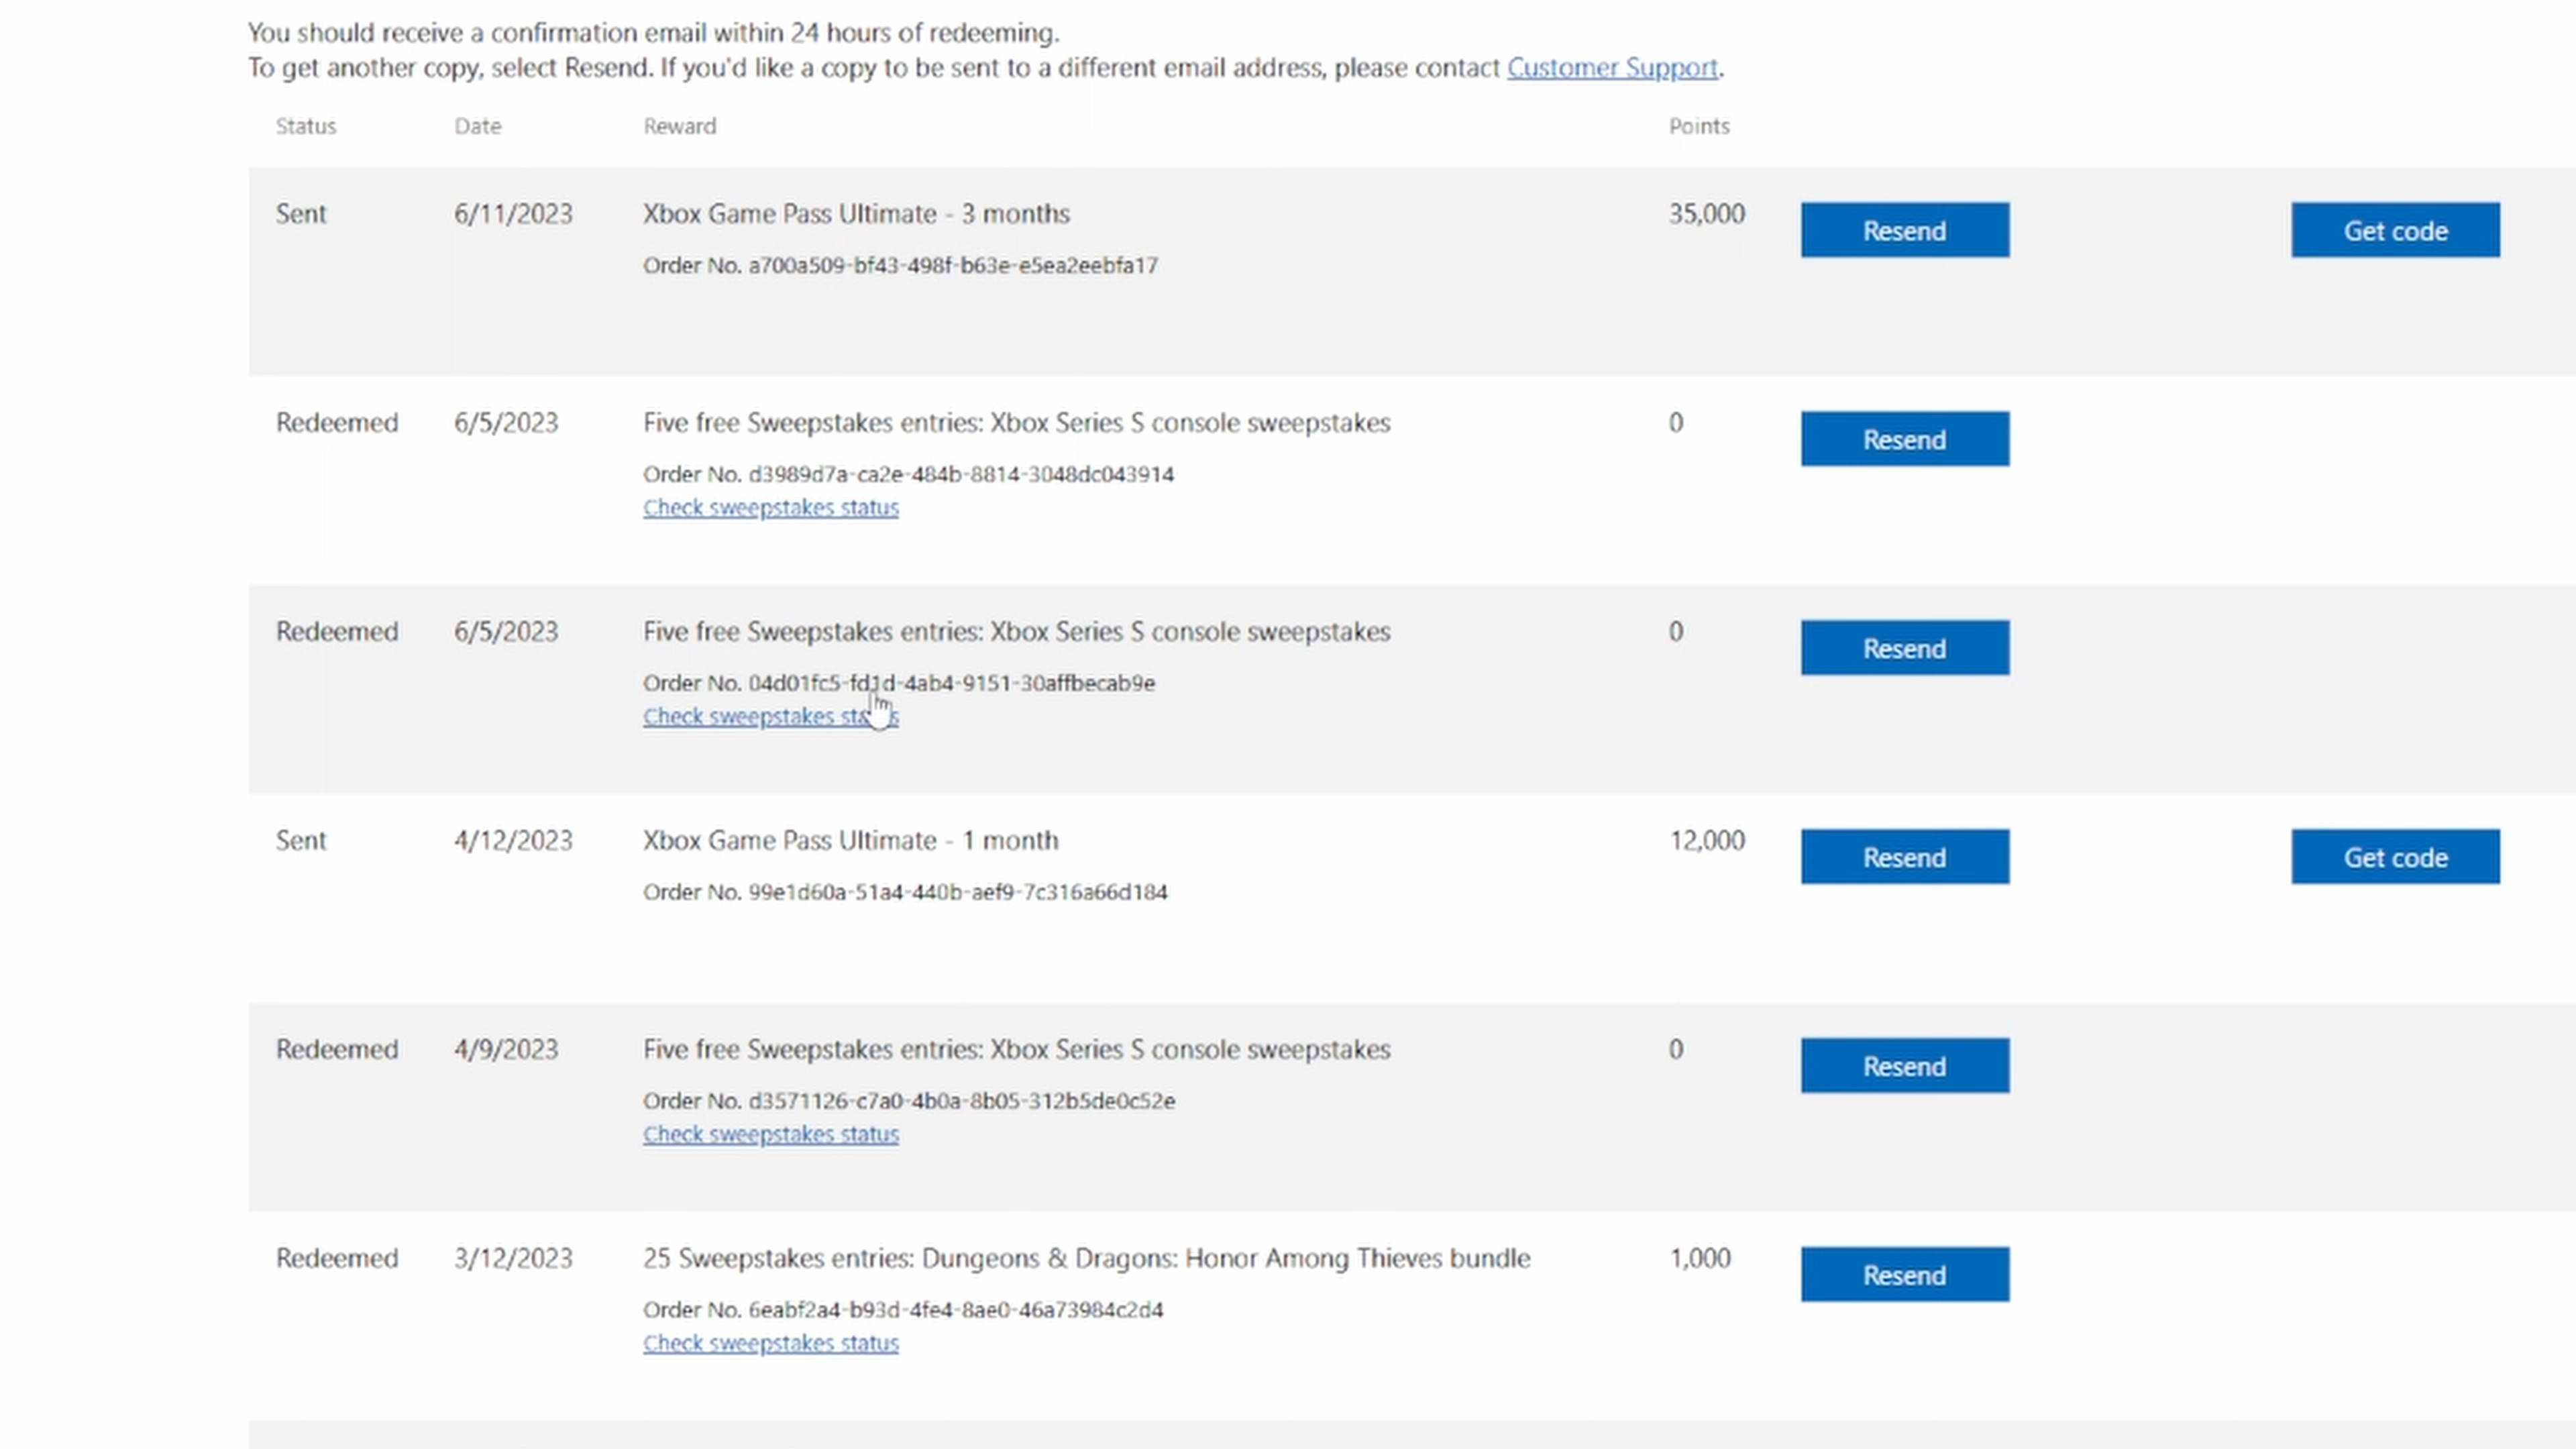 You should receive a confirmation email within 24 hours of redeeming.
To get another copy, select Resend. If you'd like a copy to be sent to a different email address, please contact Customer Support.
Status Date Reward Points
Sent 6/11/2023 Xbox Game Pass Ultimate - 3 months 35,000 Resend Get code
Order No. a700a509-bf43-498f-b63e-e5ea2eebfa17
Redeemed 6/5/2023 Five free Sweepstakes entries: Xbox Series S console sweepstakes 0 Resend
Order No. d3989d7a-ca2e-484b-8814-3048dc043914
Check sweepstakes status
Redeemed 6/5/2023 Five free Sweepstakes entries: Xbox Series S console sweepstakes 0 Resend
Order No. 04d01fc5-fd1d-4ab4-9151-30affbecab9e
Check sweepstakes status
Sent 4/12/2023 Xbox Game Pass Ultimate - 1 month 12,000 Resend Get code
Order No. 99e1d60a-51a4-440b-aef9-7c316a66d184
Redeemed 4/9/2023 Five free Sweepstakes entries: Xbox Series S console sweepstakes 0 Resend
Order No. d3571126-c7a0-4b0a-8b05-312b5de0c52e
Check sweepstakes status
Redeemed 3/12/2023 25 Sweepstakes entries: Dungeons & Dragons: Honor Among Thieves bundle 1,000 Resend
Order No. 6eabf2a4-b93d-4fe4-8ae0-46a73984c2d4
Check sweepstakes status